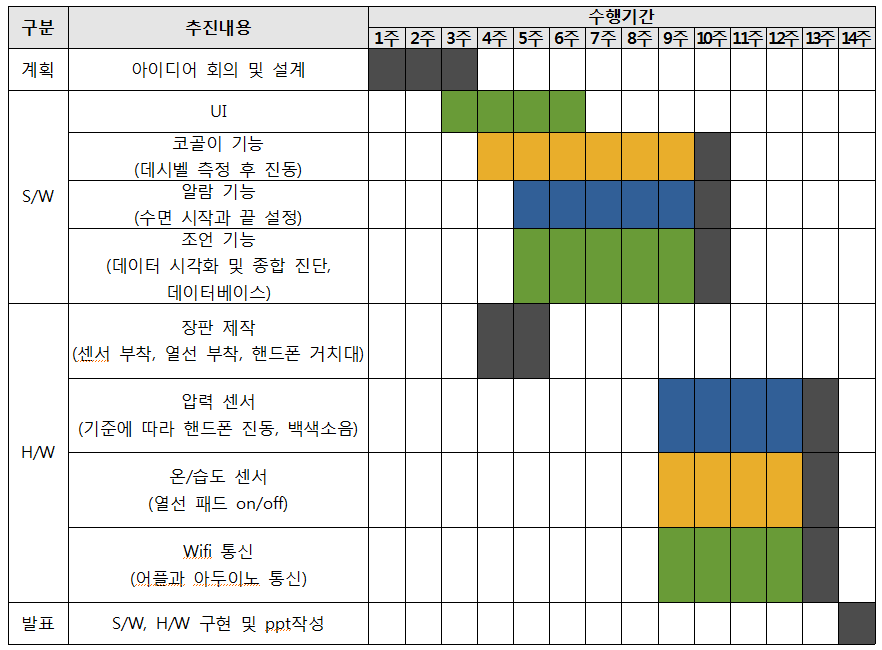 구분 추진내용 수행기간
1주 2주 3주 4주 5주 6주 7주 8주 9주 10주 11주 12주 13주 14주
계획 아이디어 회의 및 설계
S/W
UI
코골이 기능
(데시벨 측정 후 진동)
알람 기능
(수면 시작과 끝 설정)
조언 기능
(데이터 시각화 및 종합 진단,
데이터베이스)
H/W
장판 제작
(센서 부착, 열선 부착, 핸드폰 거치대)
압력 센서
(기준에 따라 핸드폰 진동, 백색소음)
온/습도 센서
(열선 패드 on/off)
Wifi 통신
(어플과 아두이노 통신)
발표 S/W, H/W 구현 및 ppt작성